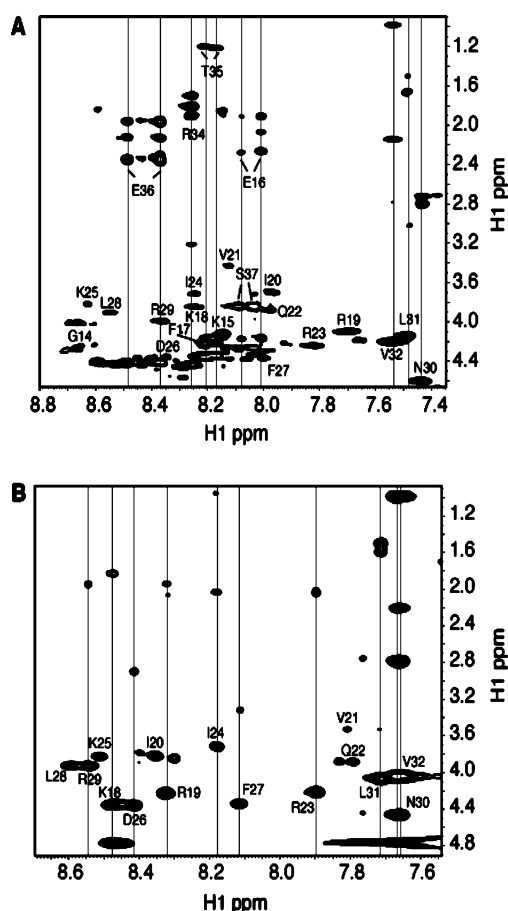 A
1.2
T35
1.6
R34
2.0
E36
E16
2.4
2.8
3.2
V21
K25
L28
I24
S37
I20
3.6
R29
K18
K15
Q22
R23
R19
L31
4.0
G14
F17
D26
F27
V32
4.4
N30
8.8
8.6
8.4
8.2
8.0
7.8
7.6
7.4
H1 ppm
H1 ppm
B
1.2
1.6
2.0
2.4
2.8
3.2
V21
3.6
K25
I20
I24
Q22
V32
4.0
L28
R29
R19
F27
R23
L31
K18
D26
N30
4.4
4.8
8.6
8.4
8.2
8.0
7.8
7.6
H1 ppm
H1 ppm